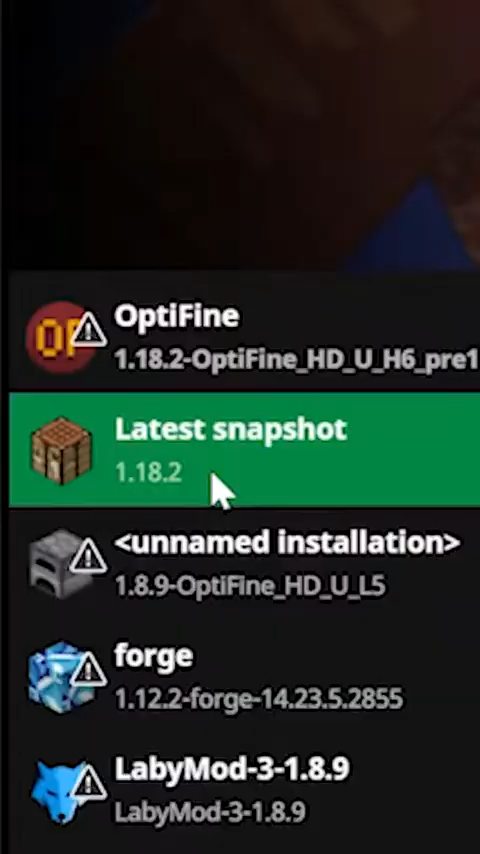 OptiFine
1.18.2-OptiFine_HD_U_H6_pre1
Latest snapshot
1.18.2
<unnamed installation>
1.8.9-OptiFine_HD_U_L5
forge
1.12.2-forge-14.23.5.2855
LabyMod-3-1.8.9
LabyMod-3-1.8.9